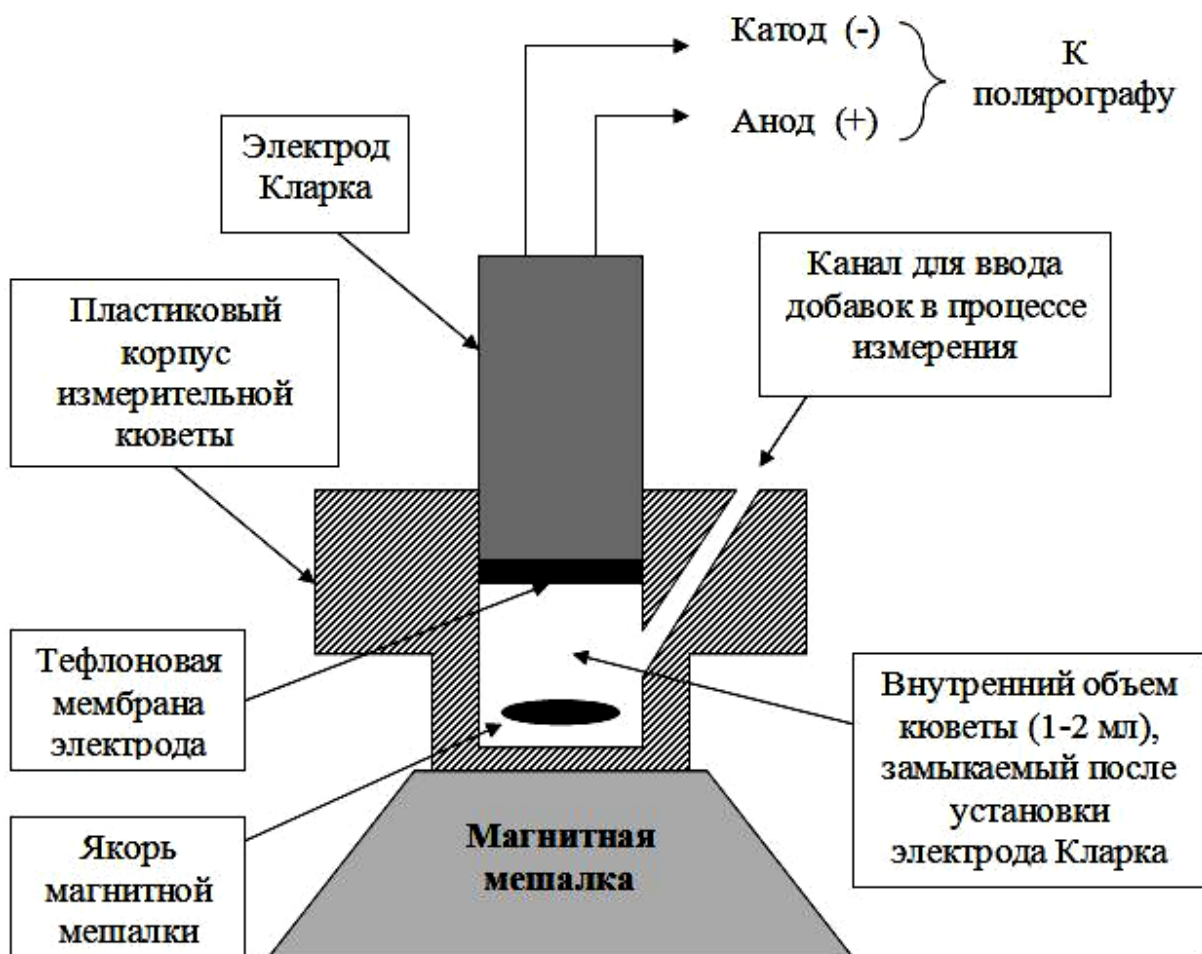 Катод (-)
Анод (+)
К
полярографу
Электрод
Кларка
Канал для ввода
добавок в процессе
измерения
Пластиковый
корпус
измерительной
кюветы
Тефлоновая
мембрана
электрода
Внутренний объем
кюветы (1-2 мл),
замыкаемый после
установки
электрода Кларка
Якорь
магнитной
мешалки
Магнитная
мешалка